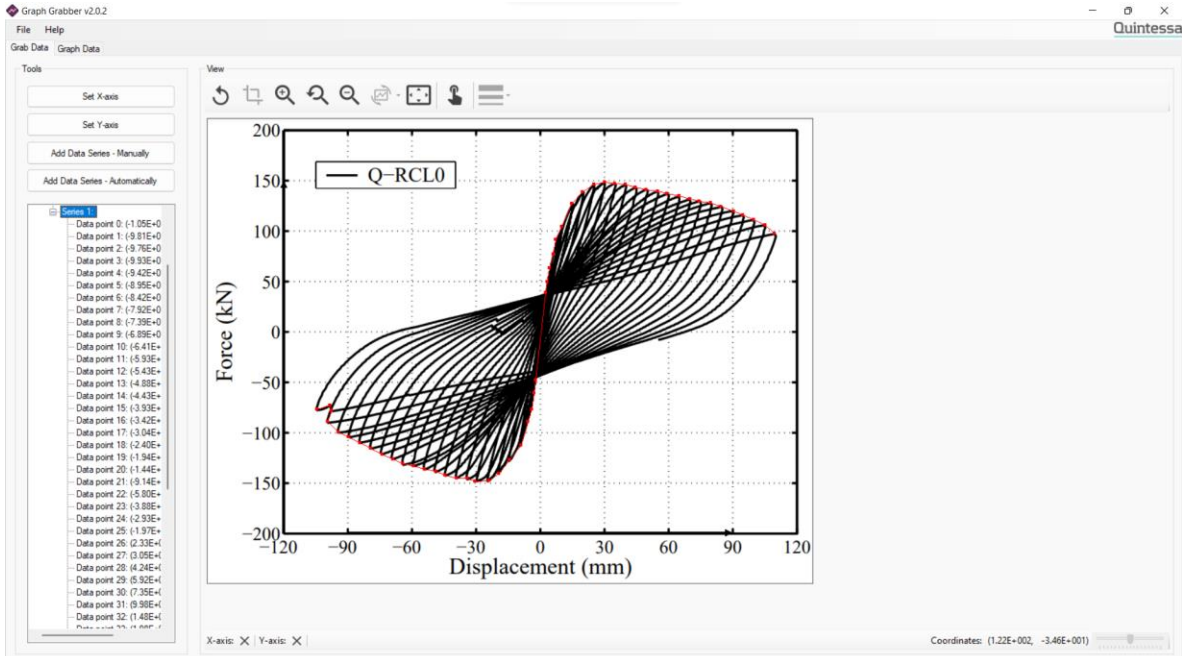 Graph Grabber v2.0.2
File Help
Quintessa
Grab Data Graph Data
Tools
Set X-axis
Set Y-axis
Add Data Series - Manually
Add Data Series - Automatically
Series 1:
Data point 0: (-1.05E+0
Data point 1: (-9.81E+0
Data point 2: (-9.76E+0
Data point 3: (-9.93E+0
Data point 4: (-9.42E+0
Data point 5: (-8.95E+0
Data point 6: (-8.42E+0
Data point 7: (-7.92E+0
Data point 8: (-7.39E+0
Data point 9: (-6.89E+0
Data point 10: (-6.41E+
Data point 11: (-5.93E+
Data point 12: (-5.43E+
Data point 13: (-4.88E+
Data point 14: (-4.43E+
Data point 15: (-3.93E+
Data point 16: (-3.42E+
Data point 17: (-3.04E+
Data point 18: (-2.40E+
Data point 19: (-1.94E+
Data point 20: (-1.44E+
Data point 21: (-9.14E+
Data point 22: (-5.80E+
Data point 23: (-3.88E+
Data point 24: (-2.93E+
Data point 25: (-1.97E+
Data point 26: (2.33E+(
Data point 27: (3.05E+(
Data point 28: (4.24E+(
Data point 29: (5.92E+(
Data point 30: (7.35E+(
Data point 31: (9.98E+(
Data point 32: (1.48E+(
View
200
150
100
50
0
−50
−100
−150
−200
Force (kN)
Q−RCL0
−120 −90 −60 −30 0 30 60 90 120
Displacement (mm)
X-axis: Y-axis:
Coordinates: (1.22E+002, -3.46E+001)